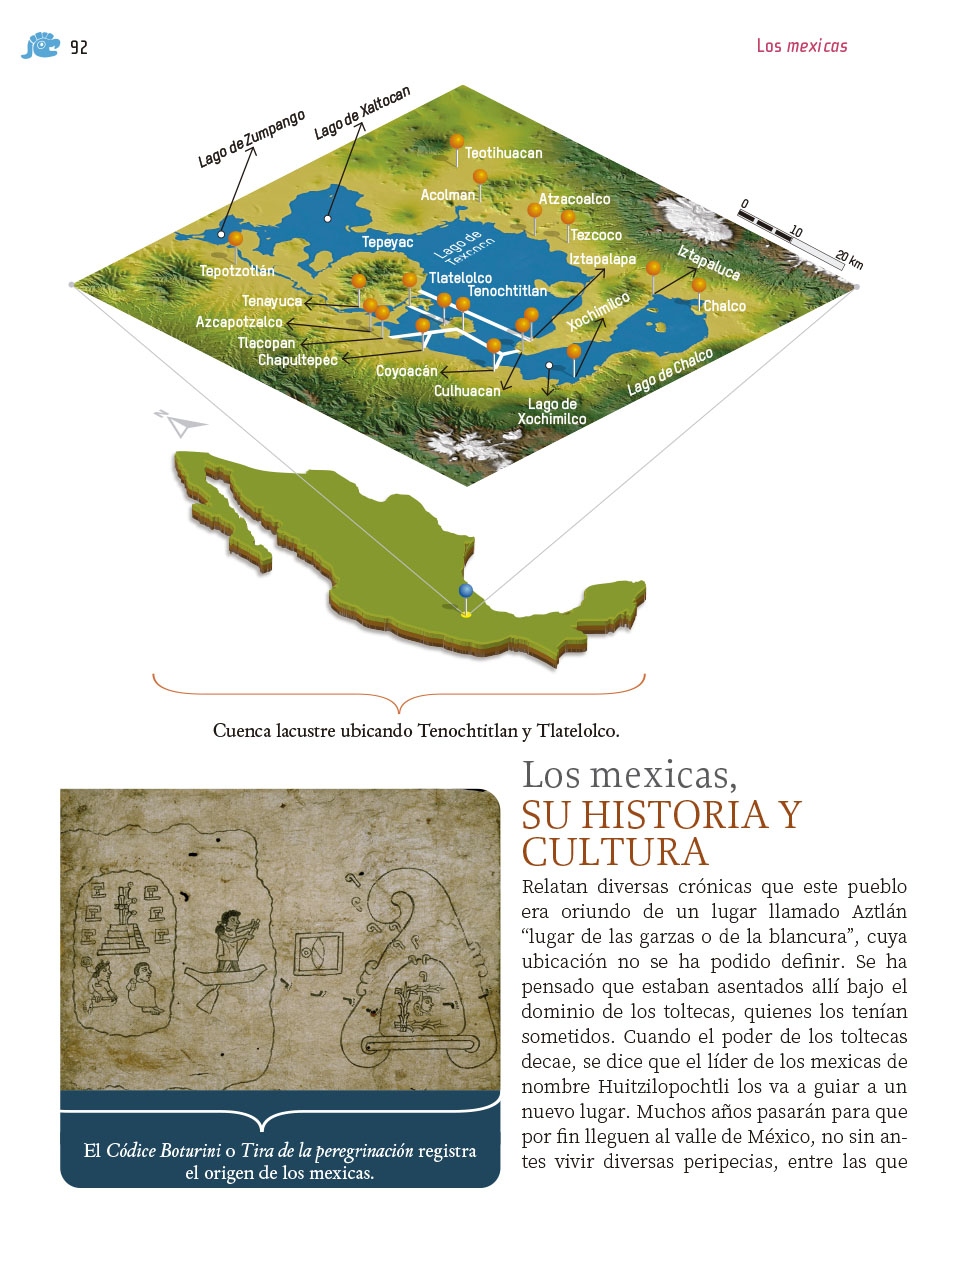 92
Los mexicas
Lago de Zumpango
Lago de Xaltocan
Teotihuacan
Acolman
Atzacoalco
Tezcoco
Tepeyac
Lago de
Texcoco
Iztapalapa
Iztapaluca
0
10
20 km
Tepotzotlán
Tlatelolco
Tenochtitlan
Xochimilco
Chalco
Tenayuca
Azcapotzalco
Tlacopan
Chapultepec
Coyoacán
Culhuacan
Lago de
Xochimilco
Lago de Chalco
N
Cuenca lacustre ubicando Tenochtitlan y Tlatelolco.
Los mexicas,
SU HISTORIA Y
CULTURA
Relatan diversas crónicas que este pueblo
era oriundo de un lugar llamado Aztlán
“lugar de las garzas o de la blancura”, cuya
ubicación no se ha podido definir. Se ha
pensado que estaban asentados allí bajo el
dominio de los toltecas, quienes los tenían
sometidos. Cuando el poder de los toltecas
decae, se dice que el líder de los mexicas de
nombre Huitzilopochtli los va a guiar a un
nuevo lugar. Muchos años pasarán para que
por fin lleguen al valle de México, no sin an-
tes vivir diversas peripecias, entre las que
El Códice Boturini o Tira de la peregrinación registra
el origen de los mexicas.